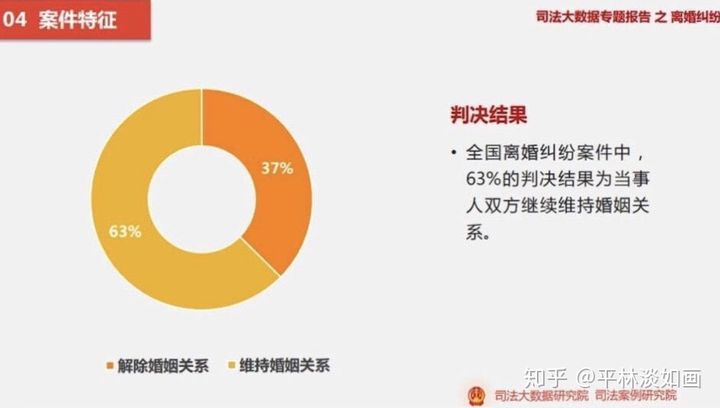 04 案件特征
司法大数据专题报告 之 离婚纠纷
37%
63%
解除婚姻关系
维持婚姻关系
判决结果
• 全国离婚纠纷案件中，
63%的判决结果为当事
人双方继续维持婚姻关
系。
知乎 @平林淡如画
司法大数据研究院 司法案例研究院